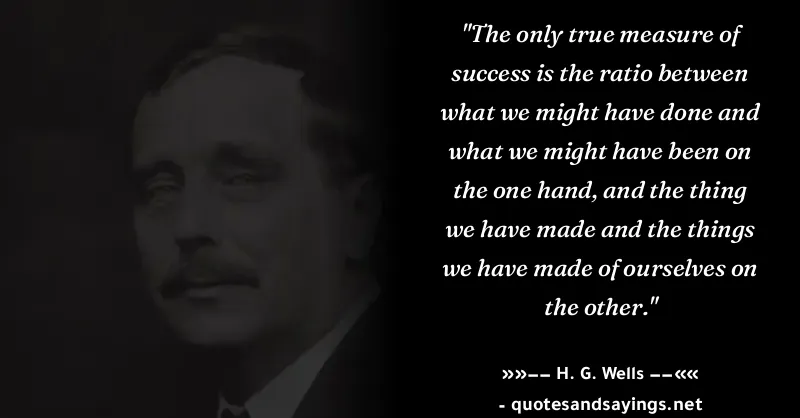 "The only true measure of
success is the ratio between
what we might have done and
what we might have been on
the one hand, and the thing
we have made and the things
we have made of ourselves on
the other."
»»–– H. G. Wells ––««
- quotesandsayings.net